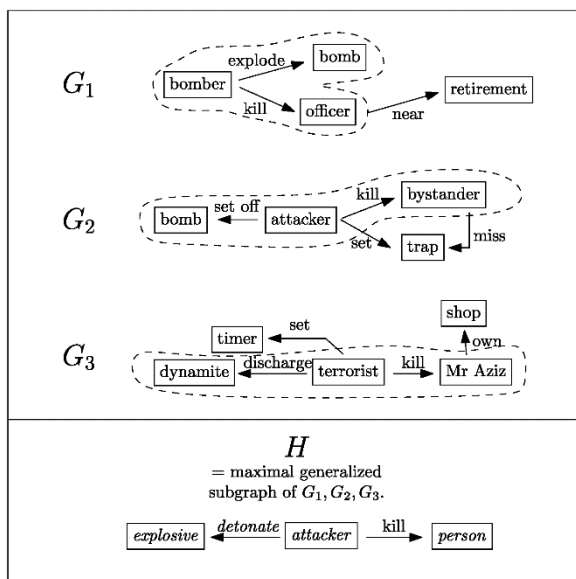 G₁
bomber
explode
bomb
kill
officer
near
retirement
G₂
bomb
set off
attacker
kill
bystander
set
trap
miss
G₃
timer
set
shop
own
dynamite
discharge
terrorist
kill
Mr Aziz
H
= maximal generalized
subgraph of G₁, G₂, G₃.
explosive
detonate
attacker
kill
person